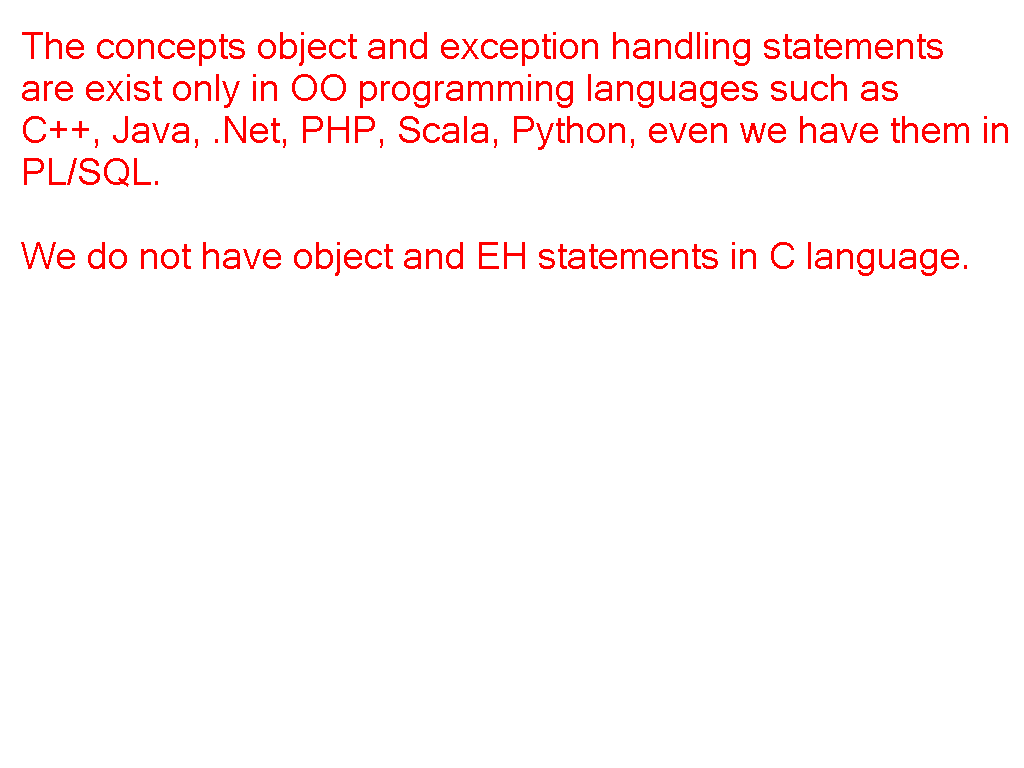 The concepts object and exception handling statements
are exist only in OO programming languages such as
C++, Java, .Net, PHP, Scala, Python, even we have them in
PL/SQL.
We do not have object and EH statements in C language.